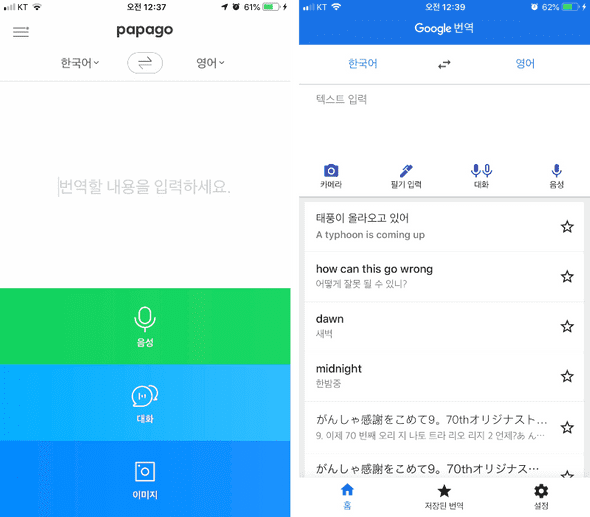 KT 오전 12:37 61%
papago
한국어 영어
번역할 내용을 입력하세요.
음성
대화
이미지
KT 오전 12:39 62%
Google 번역
한국어 영어
텍스트 입력
카메라 필기 입력 대화 음성
태풍이 올라오고 있어
A typhoon is coming up
how can this go wrong
어떻게 잘못 될 수 있니?
dawn
새벽
midnight
한밤중
がんしゃ感謝をこめて9。70thオリジナスト...
9. 이제 70 번째 오리 지 나토 트라 리오 리지 2 언제?あ ん...
がんしゃ感謝をこめて9。70thオリジナス...
홈 저장된 번역 설정